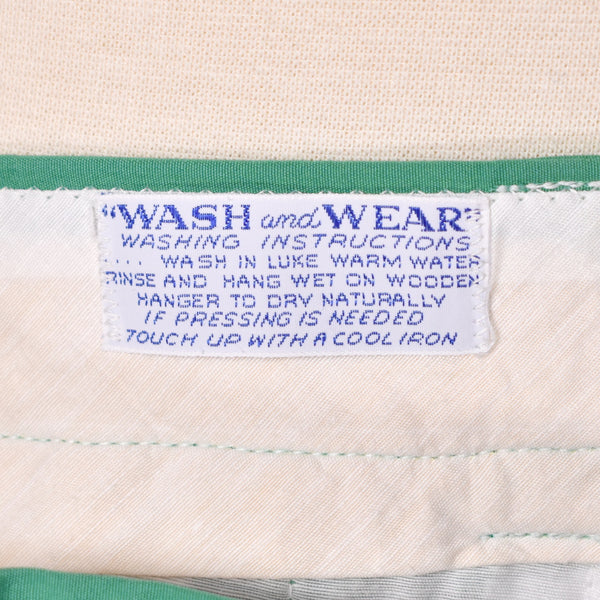 "WASH and WEAR"
WASHING INSTRUCTIONS
.... WASH IN LUKE WARM WATER
RINSE AND HANG WET ON WOODEN
HANGER TO DRY NATURALLY
IF PRESSING IS NEEDED
TOUCH UP WITH A COOL IRON